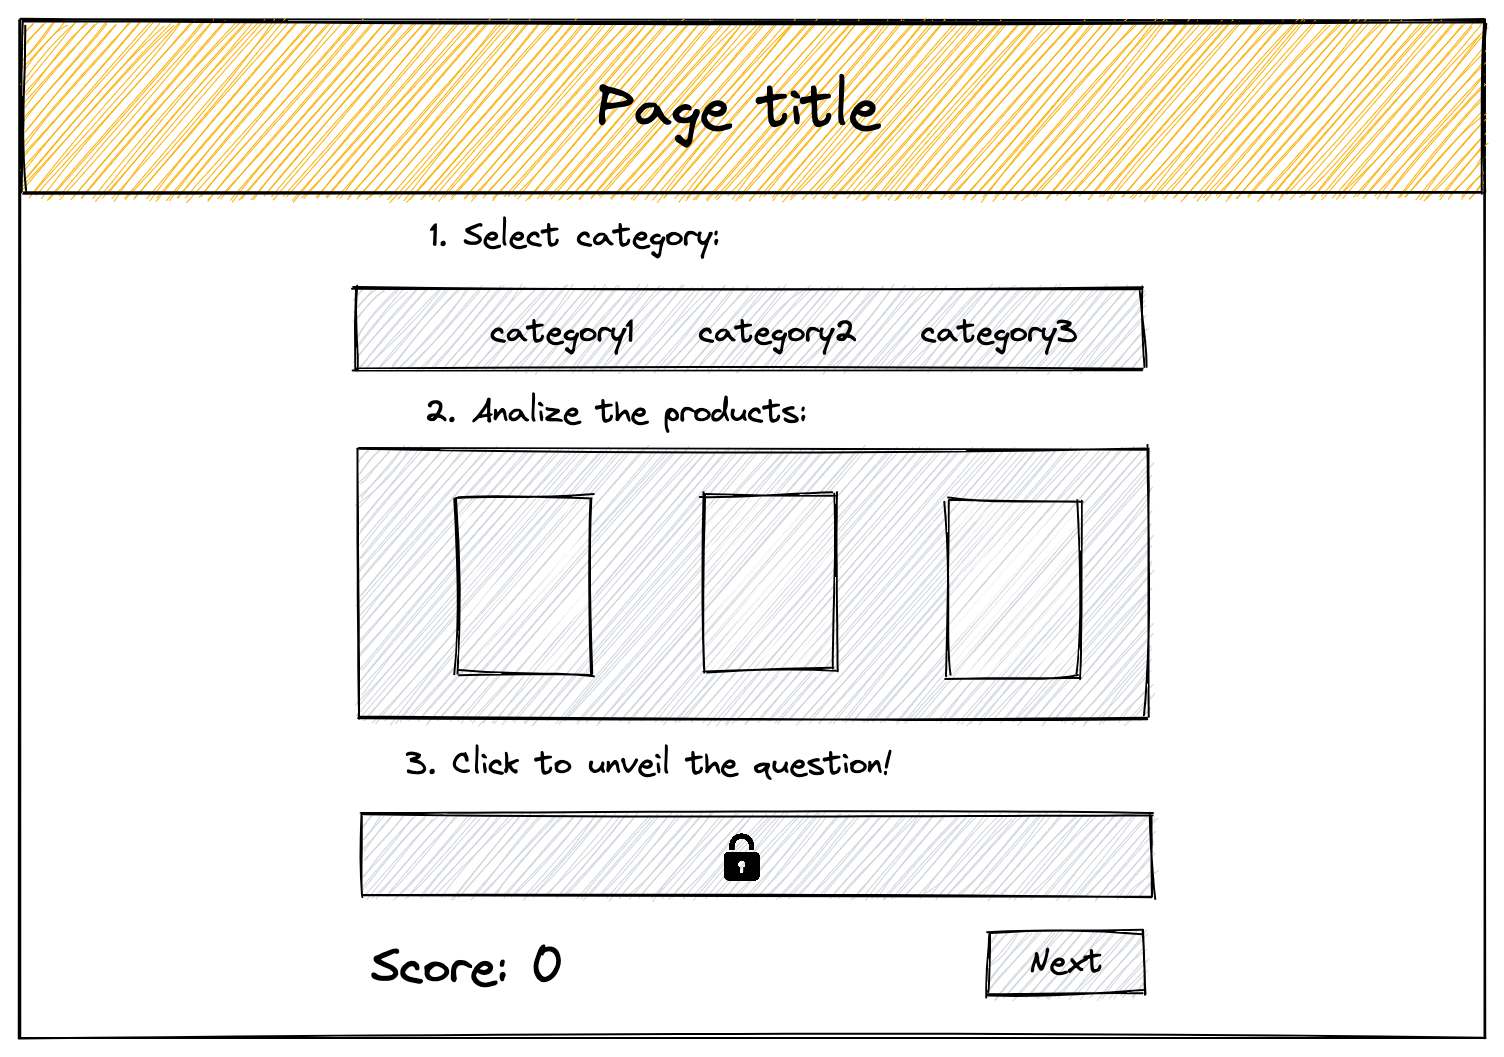 Page title
1. Select category:
category1 category2 category3
2. Analize the products:
3. Click to unveil the question!
Score: 0
Next